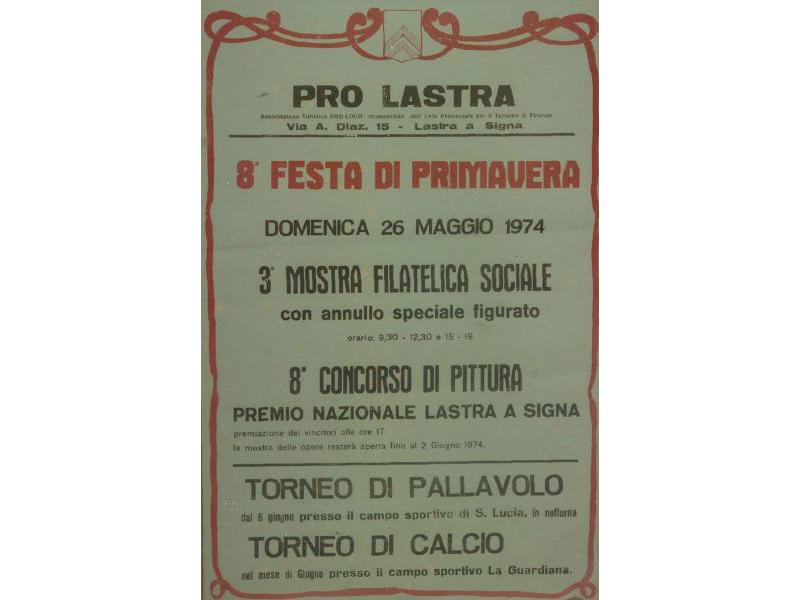 PRO LASTRA
Associazione Turistica PRO-LOCO riconosciuta dall'Ente Provinciale per il Turismo di Firenze
Via A. Diaz, 15 - Lastra a Signa
8ª FESTA DI PRIMAVERA
DOMENICA 26 MAGGIO 1974
3ª MOSTRA FILATELICA SOCIALE
con annullo speciale figurato
orario: 9,30 - 12,30 e 15 - 19
8° CONCORSO DI PITTURA
PREMIO NAZIONALE LASTRA A SIGNA
premiazione dei vincitori alle ore 17
la mostra delle opere resterà aperta fino al 2 Giugno 1974.
TORNEO DI PALLAVOLO
dal 6 giugno presso il campo sportivo di S. Lucia, in notturna
TORNEO DI CALCIO
nel mese di Giugno presso il campo sportivo La Guardiana.